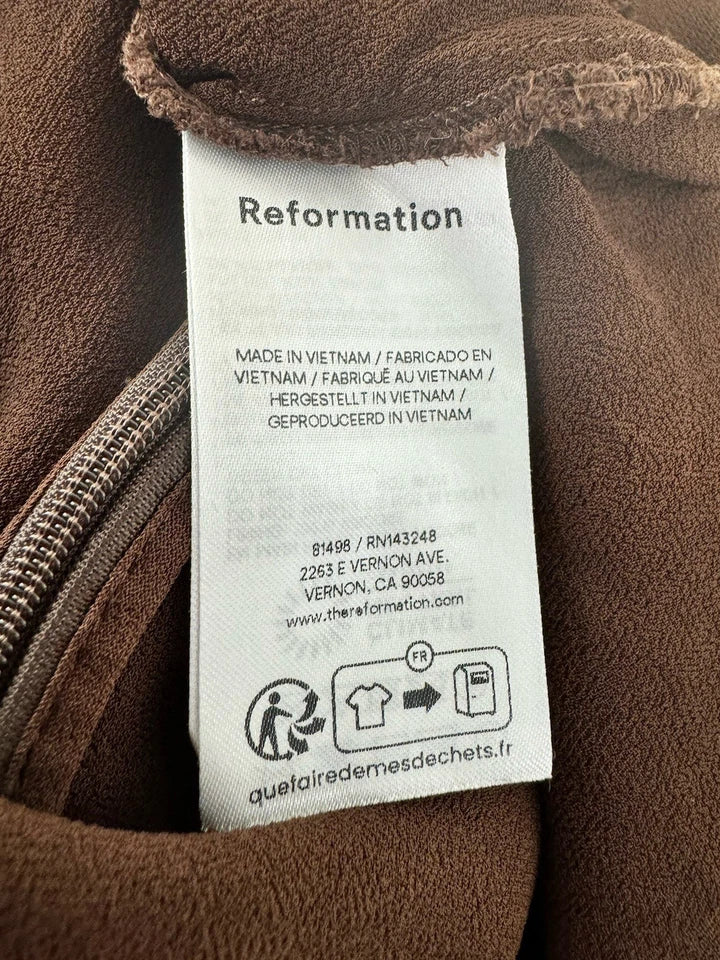 Reformation
MADE IN VIETNAM / FABRICADO EN
VIETNAM / FABRIQUÉ AU VIETNAM /
HERGESTELLT IN VIETNAM /
GEPRODUCEERD IN VIETNAM
81498 / RN143248
2263 E VERNON AVE.
VERNON, CA 90058
www.thereformation.com
FR
quefairedemesdechets.fr